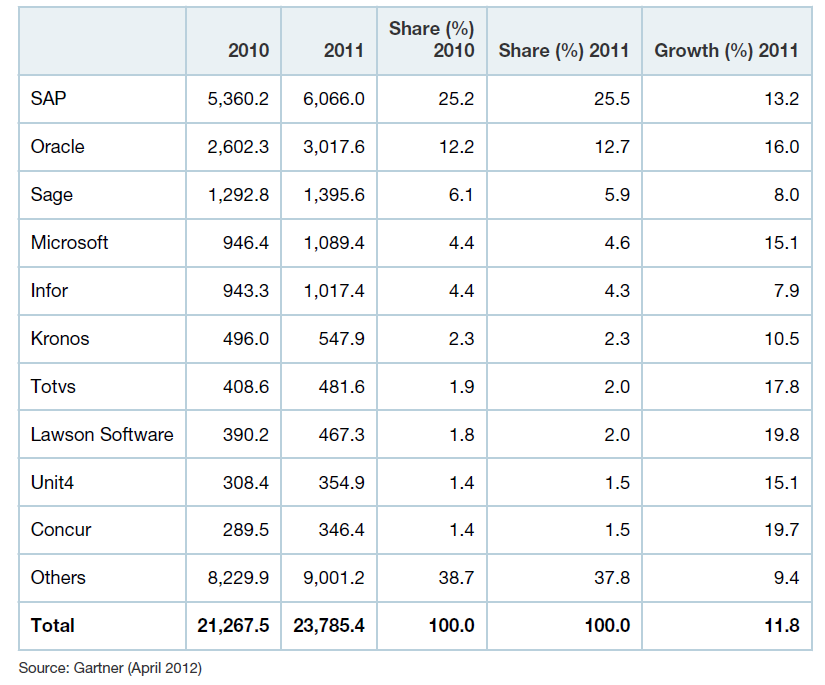 2010 2011 Share (%) 2010 Share (%) 2011 Growth (%) 2011
SAP 5,360.2 6,066.0 25.2 25.5 13.2
Oracle 2,602.3 3,017.6 12.2 12.7 16.0
Sage 1,292.8 1,395.6 6.1 5.9 8.0
Microsoft 946.4 1,089.4 4.4 4.6 15.1
Infor 943.3 1,017.4 4.4 4.3 7.9
Kronos 496.0 547.9 2.3 2.3 10.5
Totvs 408.6 481.6 1.9 2.0 17.8
Lawson Software 390.2 467.3 1.8 2.0 19.8
Unit4 308.4 354.9 1.4 1.5 15.1
Concur 289.5 346.4 1.4 1.5 19.7
Others 8,229.9 9,001.2 38.7 37.8 9.4
Total 21,267.5 23,785.4 100.0 100.0 11.8
Source: Gartner (April 2012)